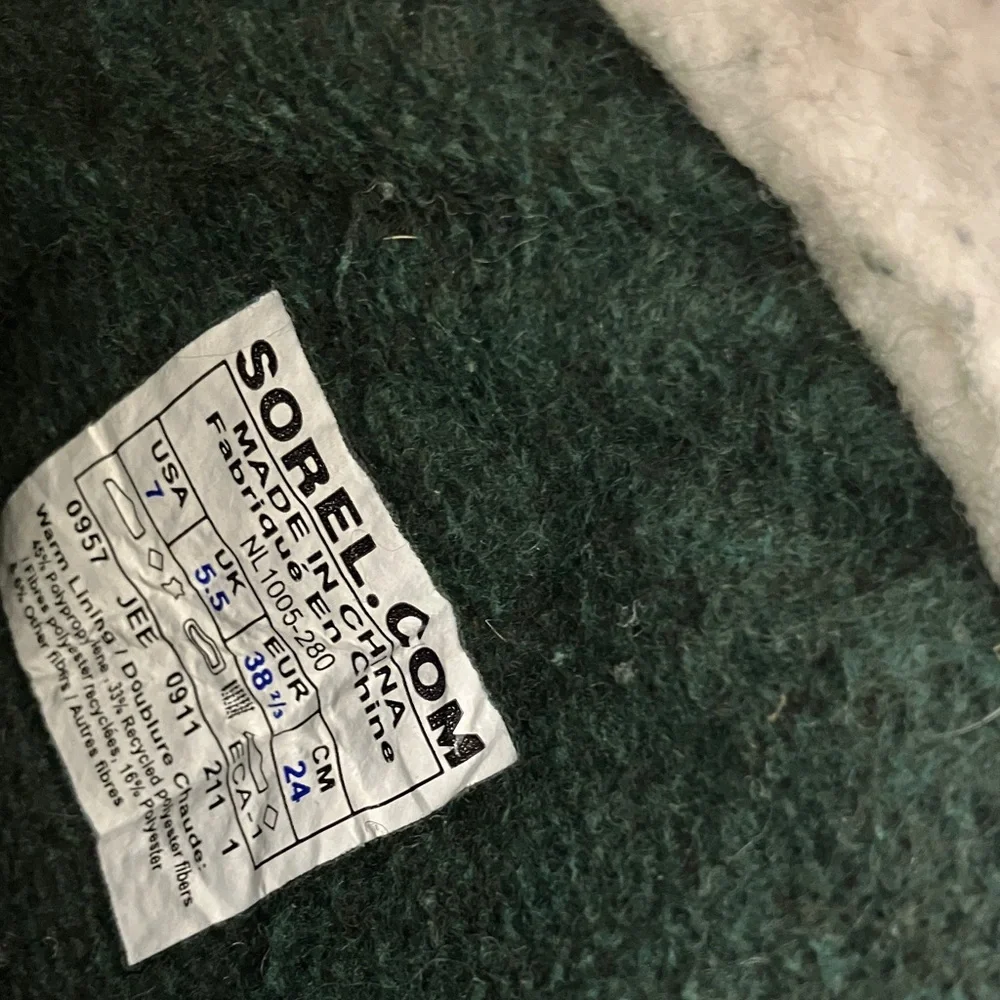 SOREL.COM
MADE IN CHINA
Fabriqué En Chine
NL1005-280
USA UK EUR CM
7 5.5 38 2/3 24
ECA-1
0957 JEE 0911 211 1
Warm Lining / Doublure Chaude:
45% Polypropylène, 33% Recycled polyester fibers
/Fibres polyester recyclées, 16% Polyester
6% Other fibers / Autres fibres